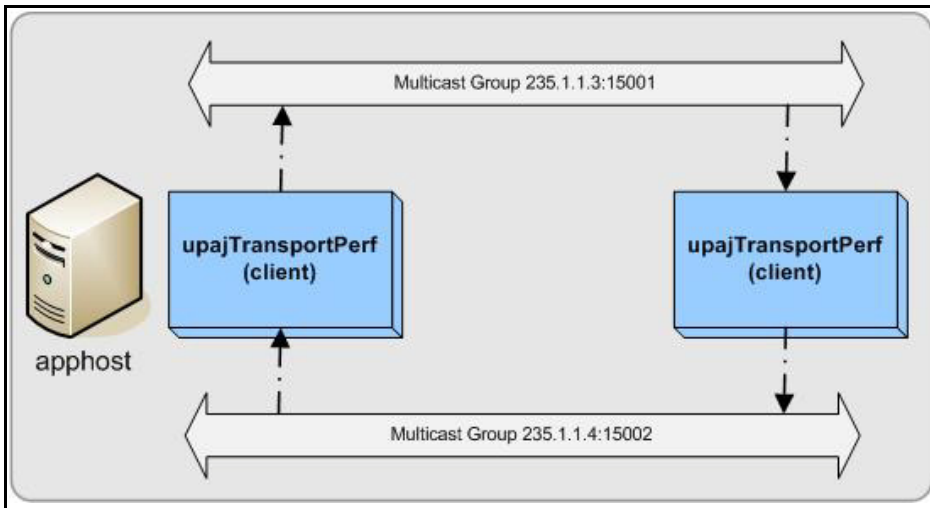 Multicast Group 235.1.1.3:15001
upajTransportPerf
(client)
upajTransportPerf
(client)
apphost
Multicast Group 235.1.1.4:15002